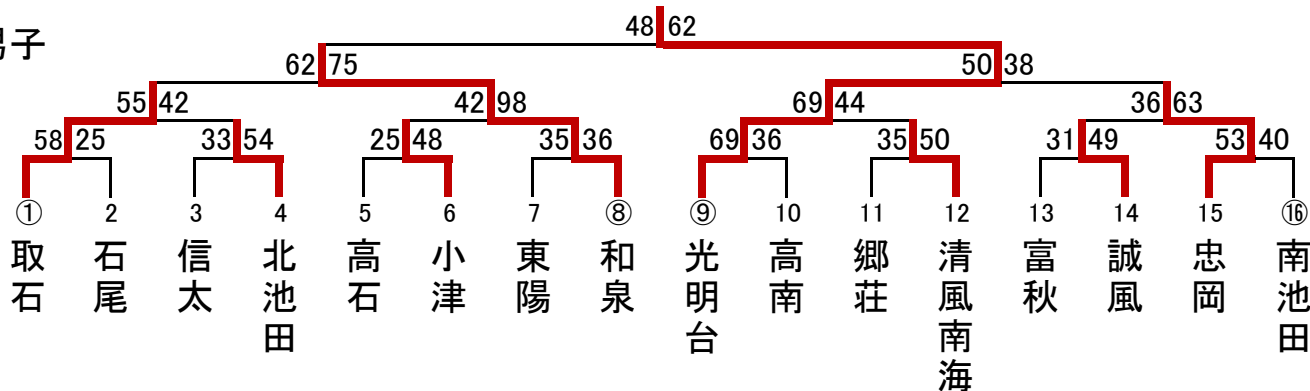 48 62
男子
62 75 50 38
55 42 42 98 69 44 36 63
58 25 33 54 25 48 35 36 69 36 35 50 31 49 53 40
① 2 3 4 5 6 7 ⑧ ⑨ 10 11 12 13 14 15 ⑯
取石 石尾 信太 北池田 高石 小津 東陽 和泉 光明台 高南 郷荘 清風南海 富秋 誠風 忠岡 南池田